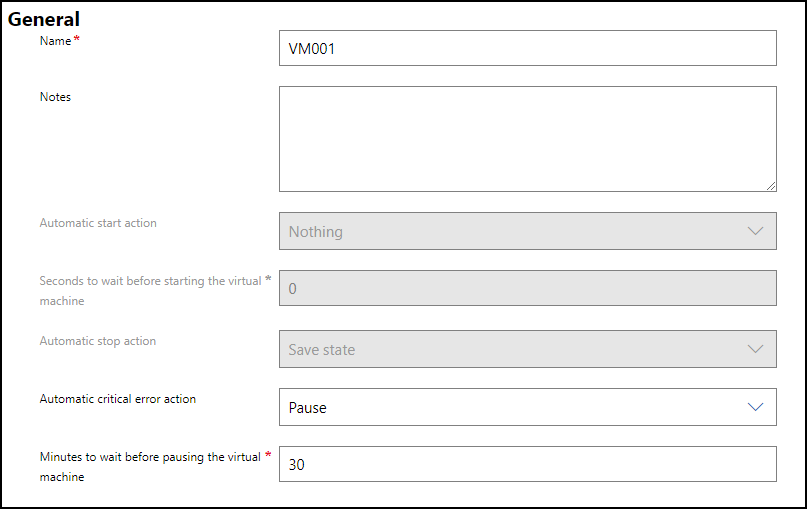 General
Name*
VM001
Notes
Automatic start action
Nothing
Seconds to wait before starting the virtual *
machine
0
Automatic stop action
Save state
Automatic critical error action
Pause
Minutes to wait before pausing the virtual *
machine
30